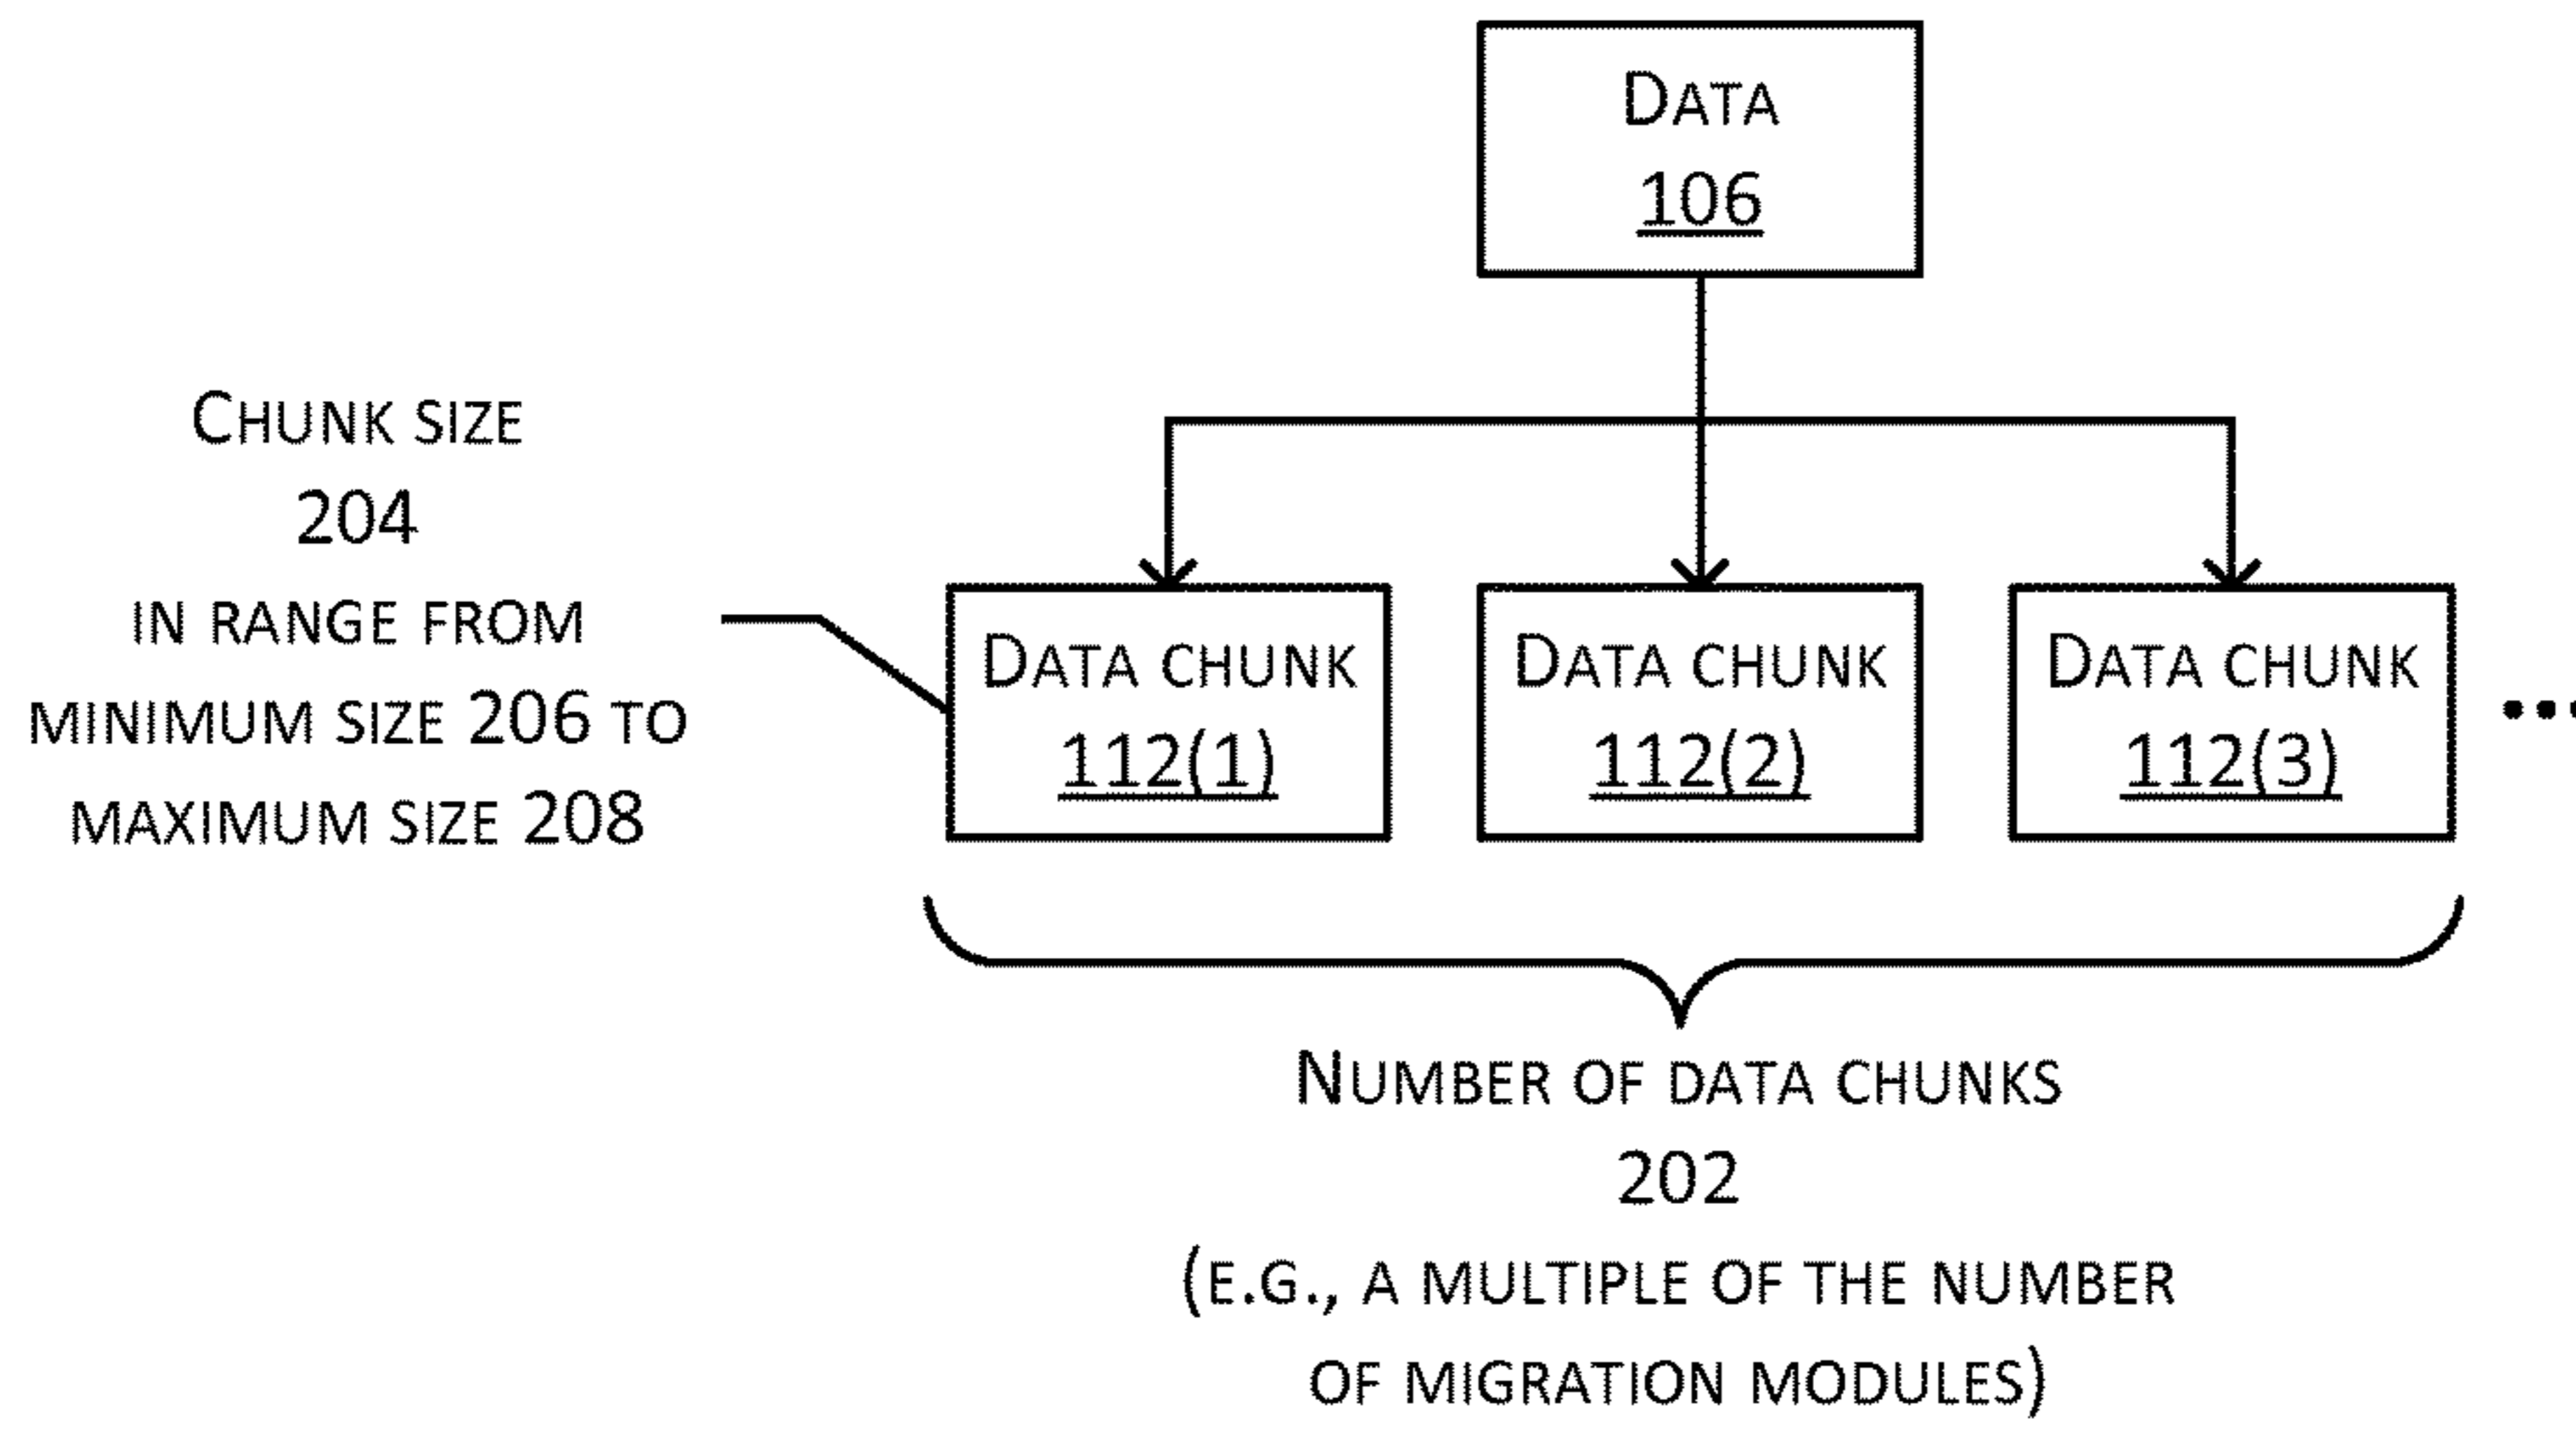 DATA
106
CHUNK SIZE
204
IN RANGE FROM
MINIMUM SIZE 206 TO
MAXIMUM SIZE 208
DATA CHUNK
112(1)
DATA CHUNK
112(2)
DATA CHUNK
112(3)
...
NUMBER OF DATA CHUNKS
202
(E.G., A MULTIPLE OF THE NUMBER
OF MIGRATION MODULES)